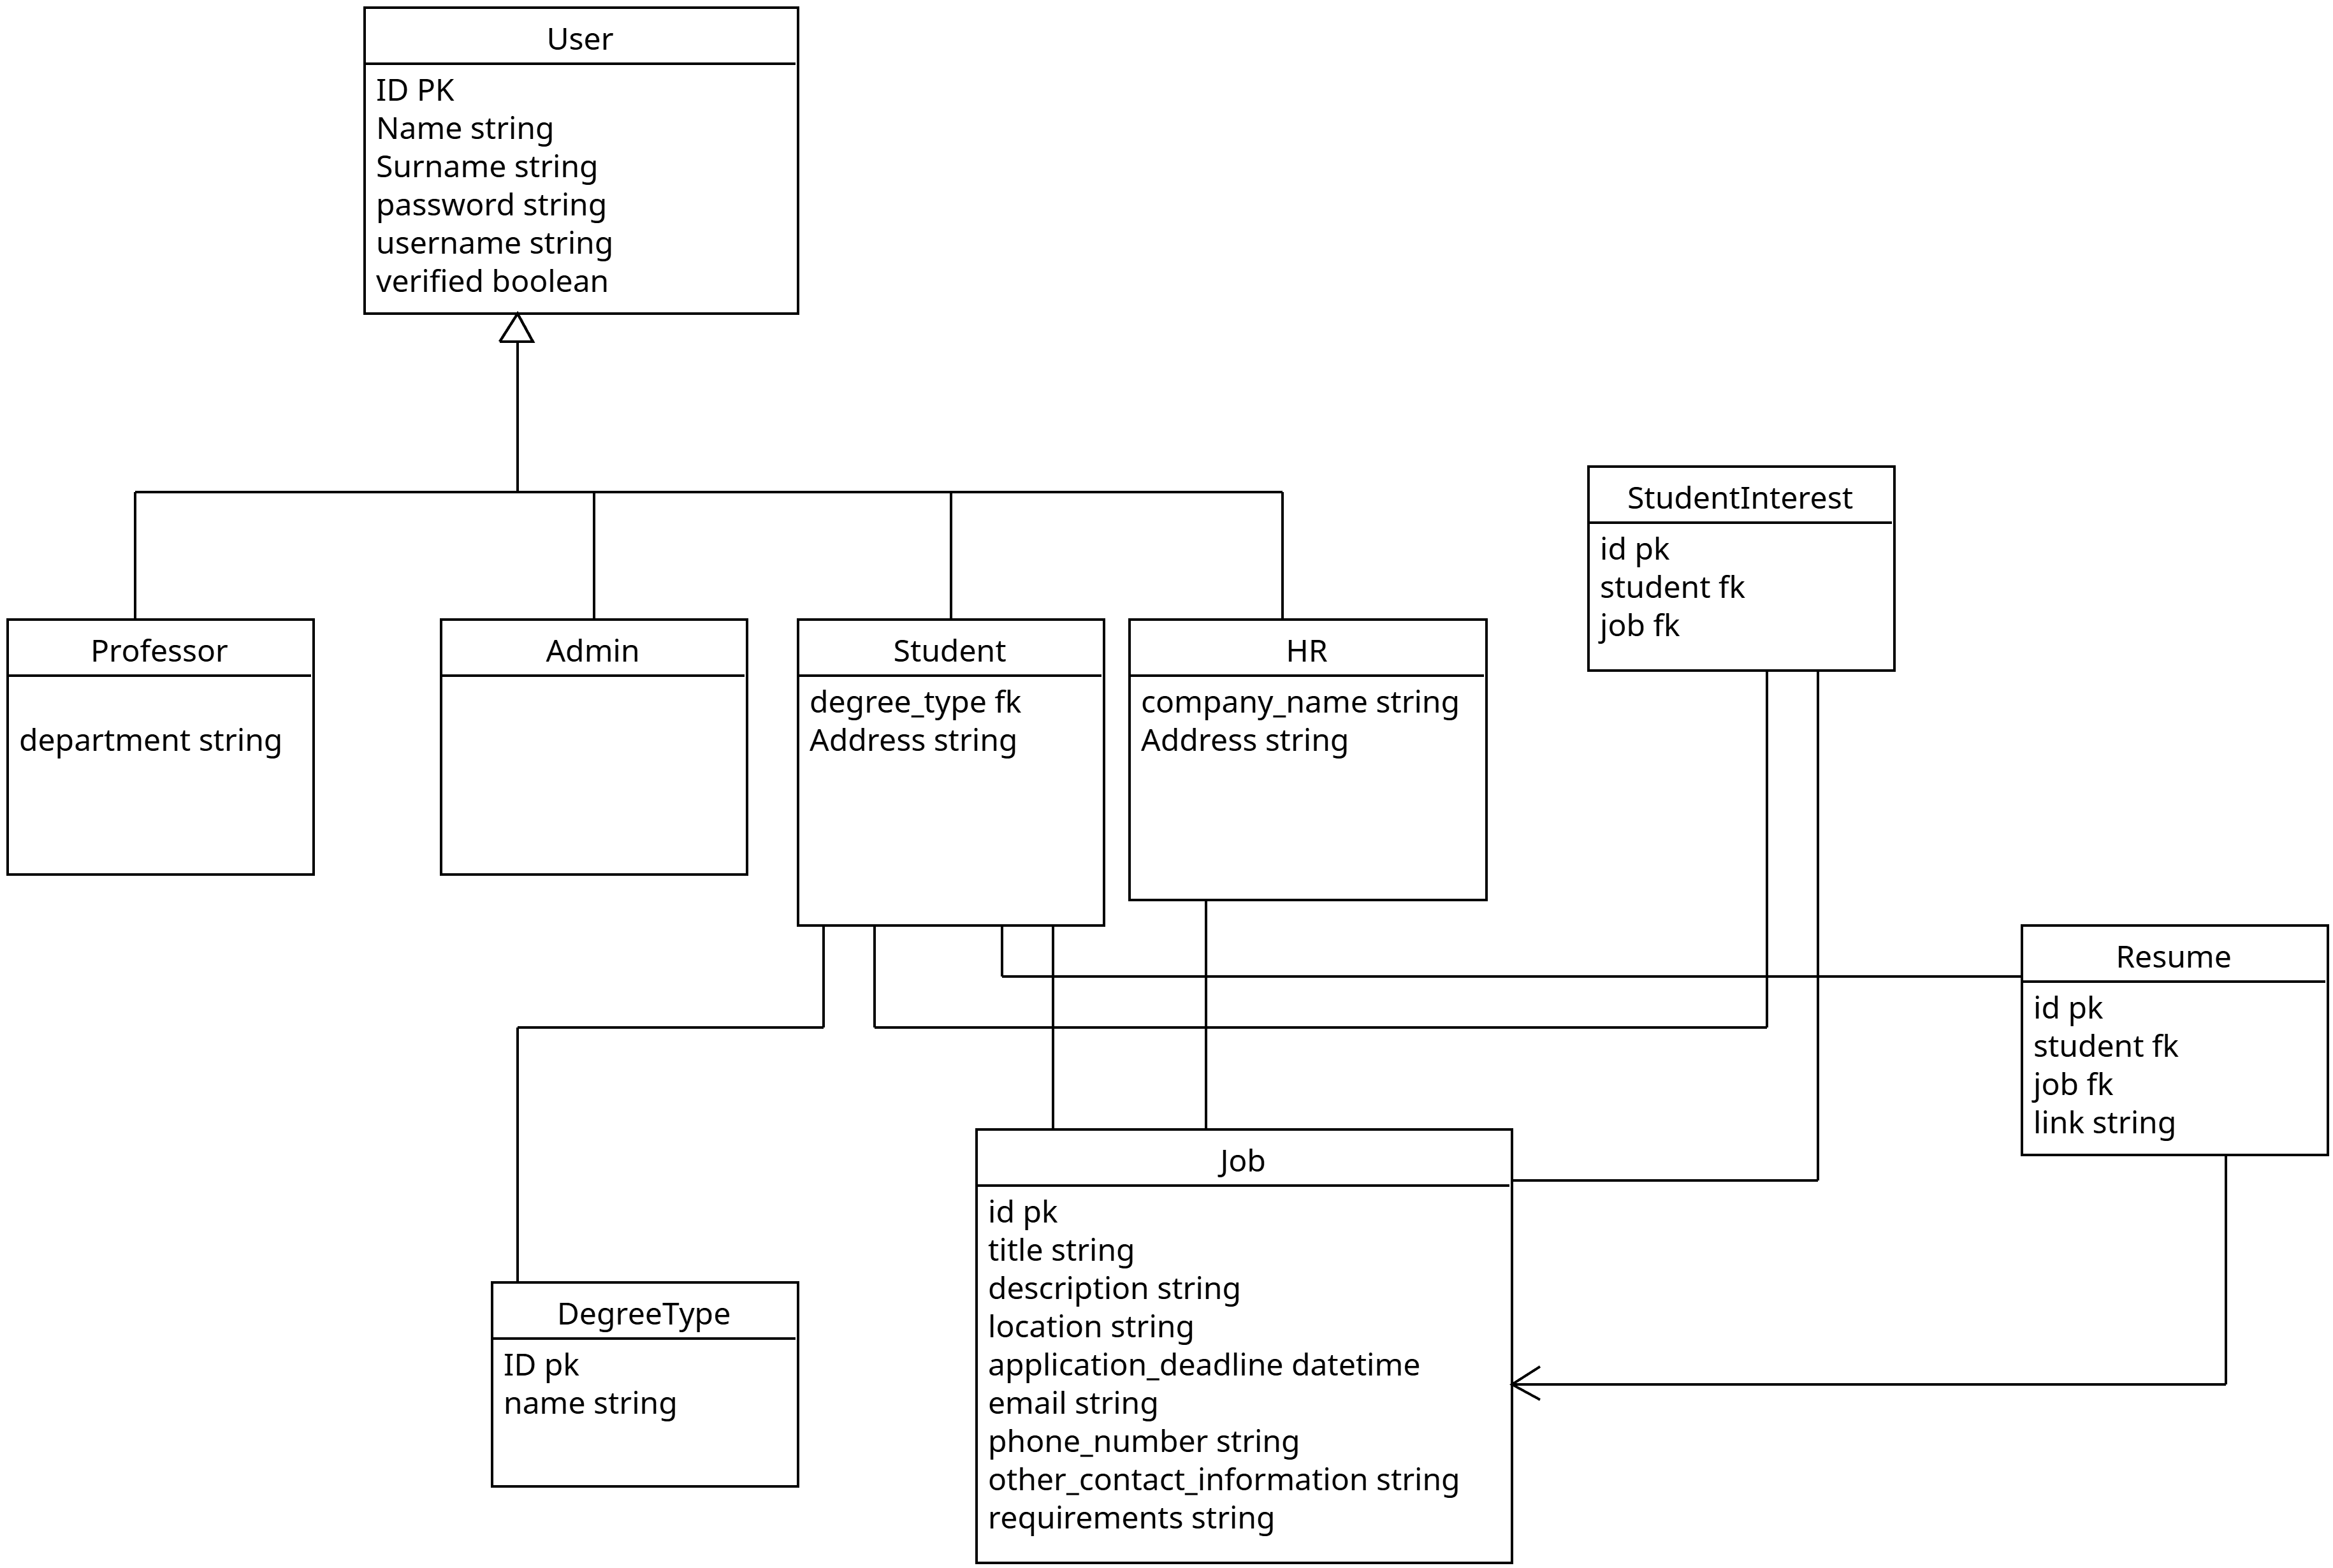 User
ID PK
Name string
Surname string
password string
username string
verified boolean
StudentInterest
id pk
student fk
job fk
Professor
department string
Admin
Student
degree_type fk
Address string
HR
company_name string
Address string
Resume
id pk
student fk
job fk
link string
Job
id pk
title string
description string
location string
application_deadline datetime
email string
phone_number string
other_contact_information string
requirements string
DegreeType
ID pk
name string